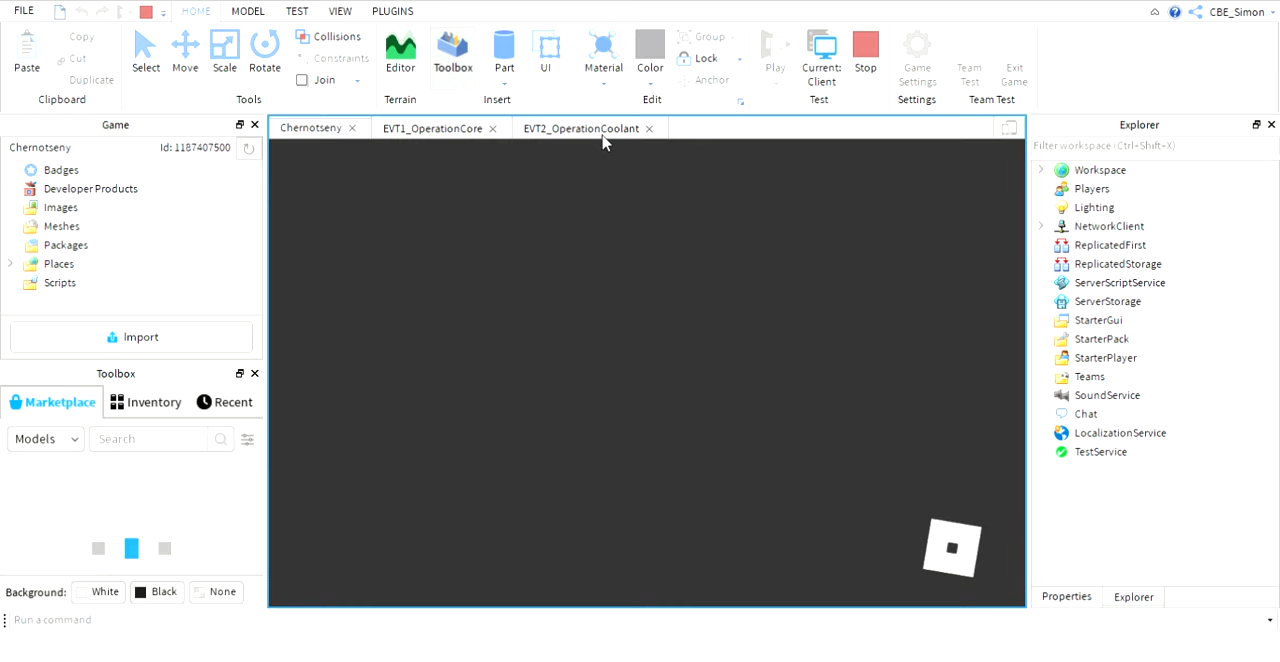 FILE HOME MODEL TEST VIEW PLUGINS CBE_Simon
Paste Copy Cut Duplicate
Clipboard
Select Move Scale Rotate Collisions Constraints Join
Tools
Editor
Terrain
Toolbox Part UI
Insert
Material Color Group Lock Anchor
Edit
Play Current: Client Stop
Test
Game Settings
Settings
Team Test Exit Game
Team Test
Game
Chernotseny Id: 1187407500
Badges
Developer Products
Images
Meshes
Packages
Places
Scripts
Import
Toolbox
Marketplace Inventory Recent
Models Search
Background: White Black None
Run a command
Chernotseny EVT1_OperationCore EVT2_OperationCoolant
Explorer
Filter workspace (Ctrl+Shift+X)
Workspace
Players
Lighting
NetworkClient
ReplicatedFirst
ReplicatedStorage
ServerScriptService
ServerStorage
StarterGui
StarterPack
StarterPlayer
Teams
SoundService
Chat
LocalizationService
TestService
Properties Explorer